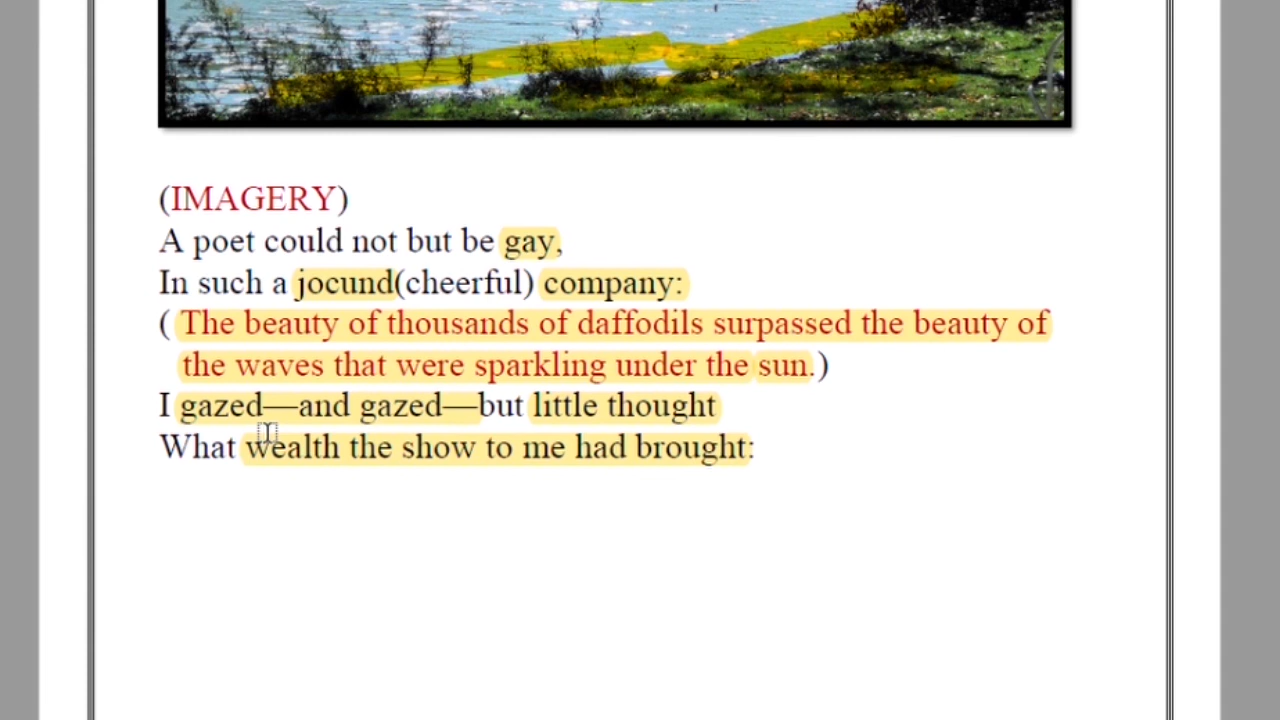 (IMAGERY)
A poet could not but be gay,
In such a jocund(cheerful) company:
( The beauty of thousands of daffodils surpassed the beauty of
the waves that were sparkling under the sun.)
I gazed—and gazed—but little thought
What wealth the show to me had brought: